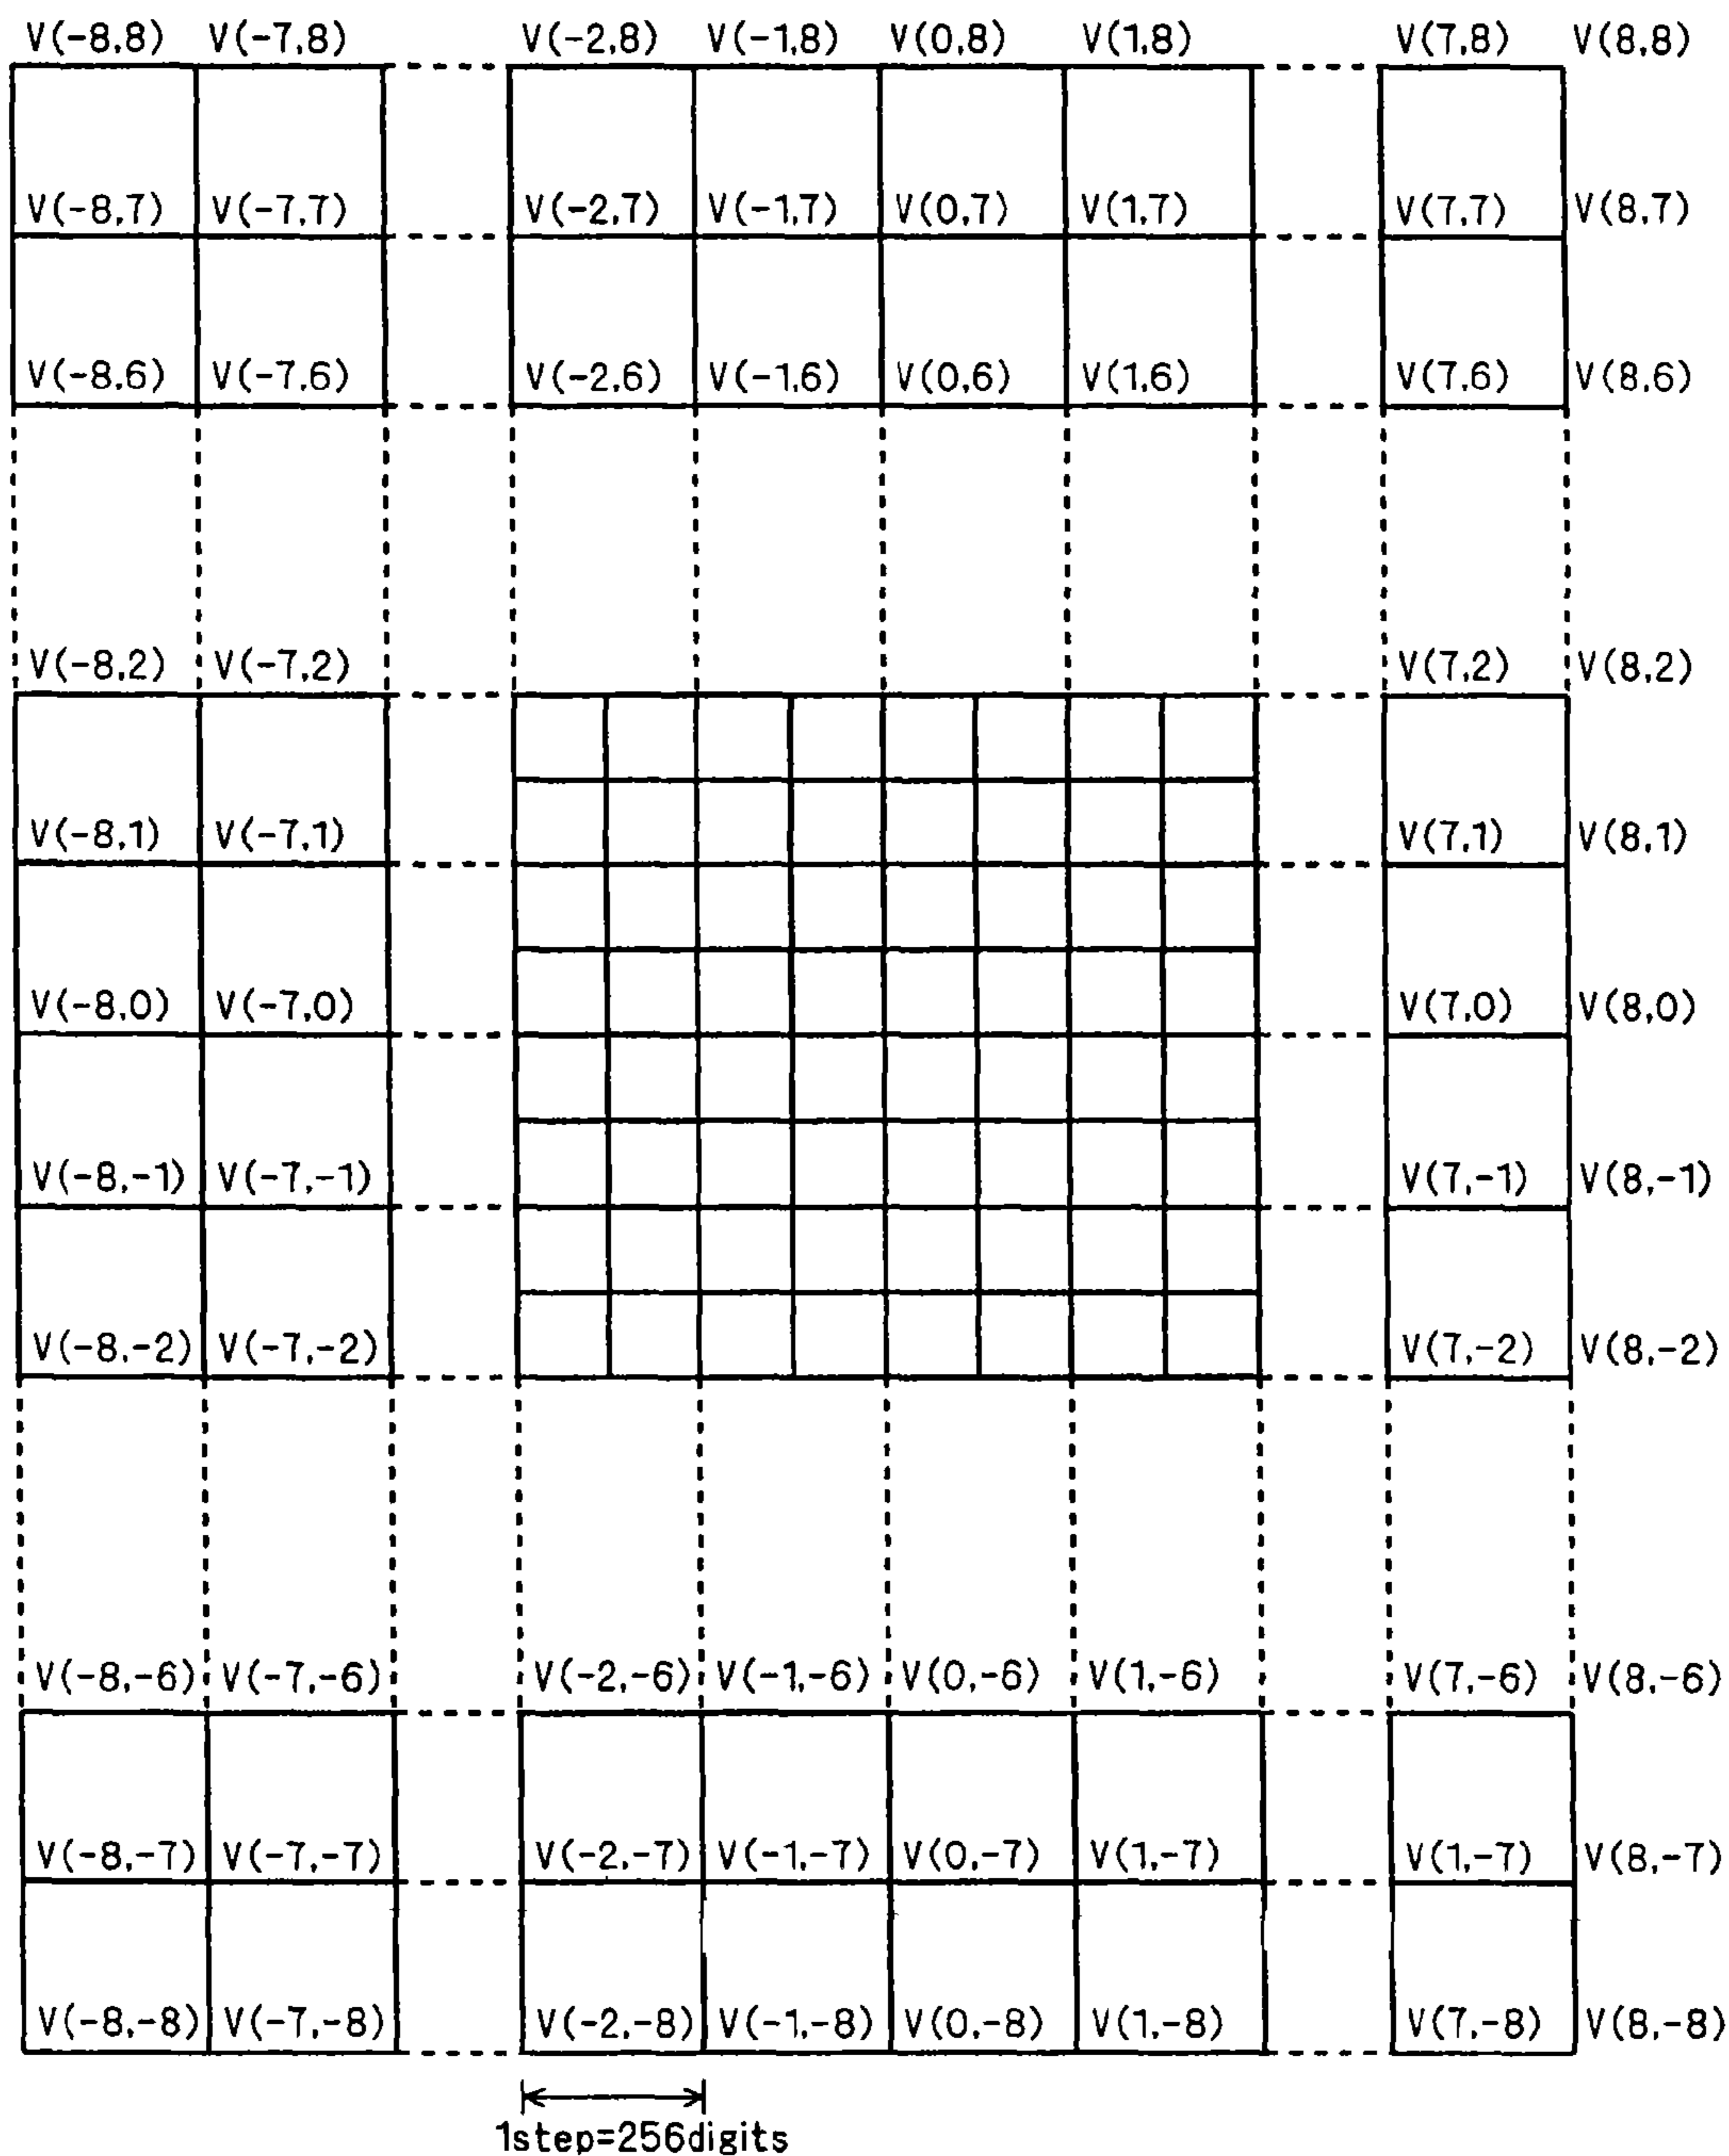 V(-8,8) V(-7,8) V(-2,8) V(-1,8) V(0,8) V(1,8) V(7,8) V(8,8)
V(-8,7) V(-7,7) V(-2,7) V(-1,7) V(0,7) V(1,7) V(7,7) V(8,7)
V(-8,6) V(-7,6) V(-2,6) V(-1,6) V(0,6) V(1,6) V(7,6) V(8,6)
V(-8,2) V(-7,2) V(7,2) V(8,2)
V(-8,1) V(-7,1) V(7,1) V(8,1)
V(-8,0) V(-7,0) V(7,0) V(8,0)
V(-8,-1) V(-7,-1) V(7,-1) V(8,-1)
V(-8,-2) V(-7,-2) V(7,-2) V(8,-2)
V(-8,-6) V(-7,-6) V(-2,-6) V(-1,-6) V(0,-6) V(1,-6) V(7,-6) V(8,-6)
V(-8,-7) V(-7,-7) V(-2,-7) V(-1,-7) V(0,-7) V(1,-7) V(1,-7) V(8,-7)
V(-8,-8) V(-7,-8) V(-2,-8) V(-1,-8) V(0,-8) V(1,-8) V(7,-8) V(8,-8)
1step=256digits